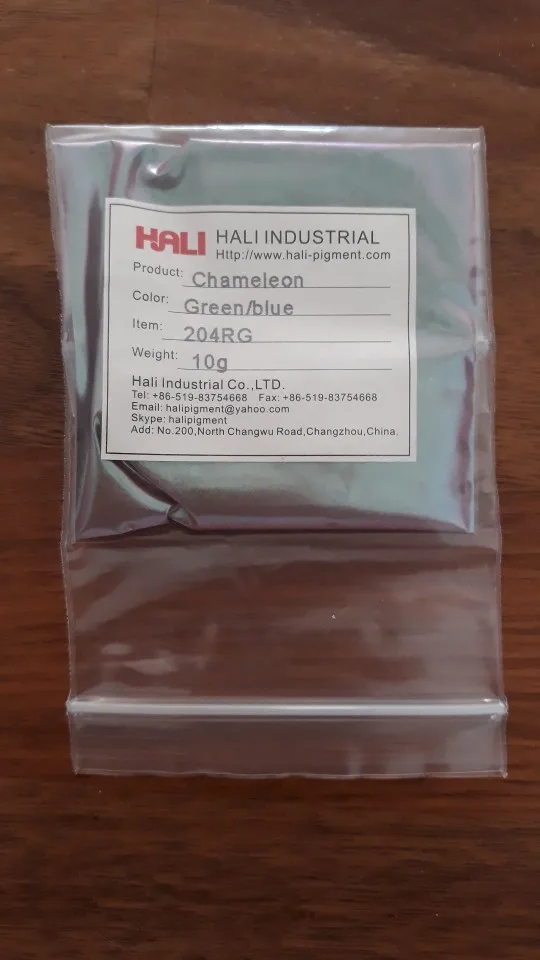 HALI HALI INDUSTRIAL
Http://www.hali-pigment.com
Product: Chameleon
Color: Green/blue
Item: 204RG
Weight: 10g
Hali Industrial Co.,LTD.
Tel: +86-519-83754668 Fax: +86-519-83754668
Email: halipigment@yahoo.com
Skype: halipigment
Add: No.200,North Changwu Road,Changzhou,China.